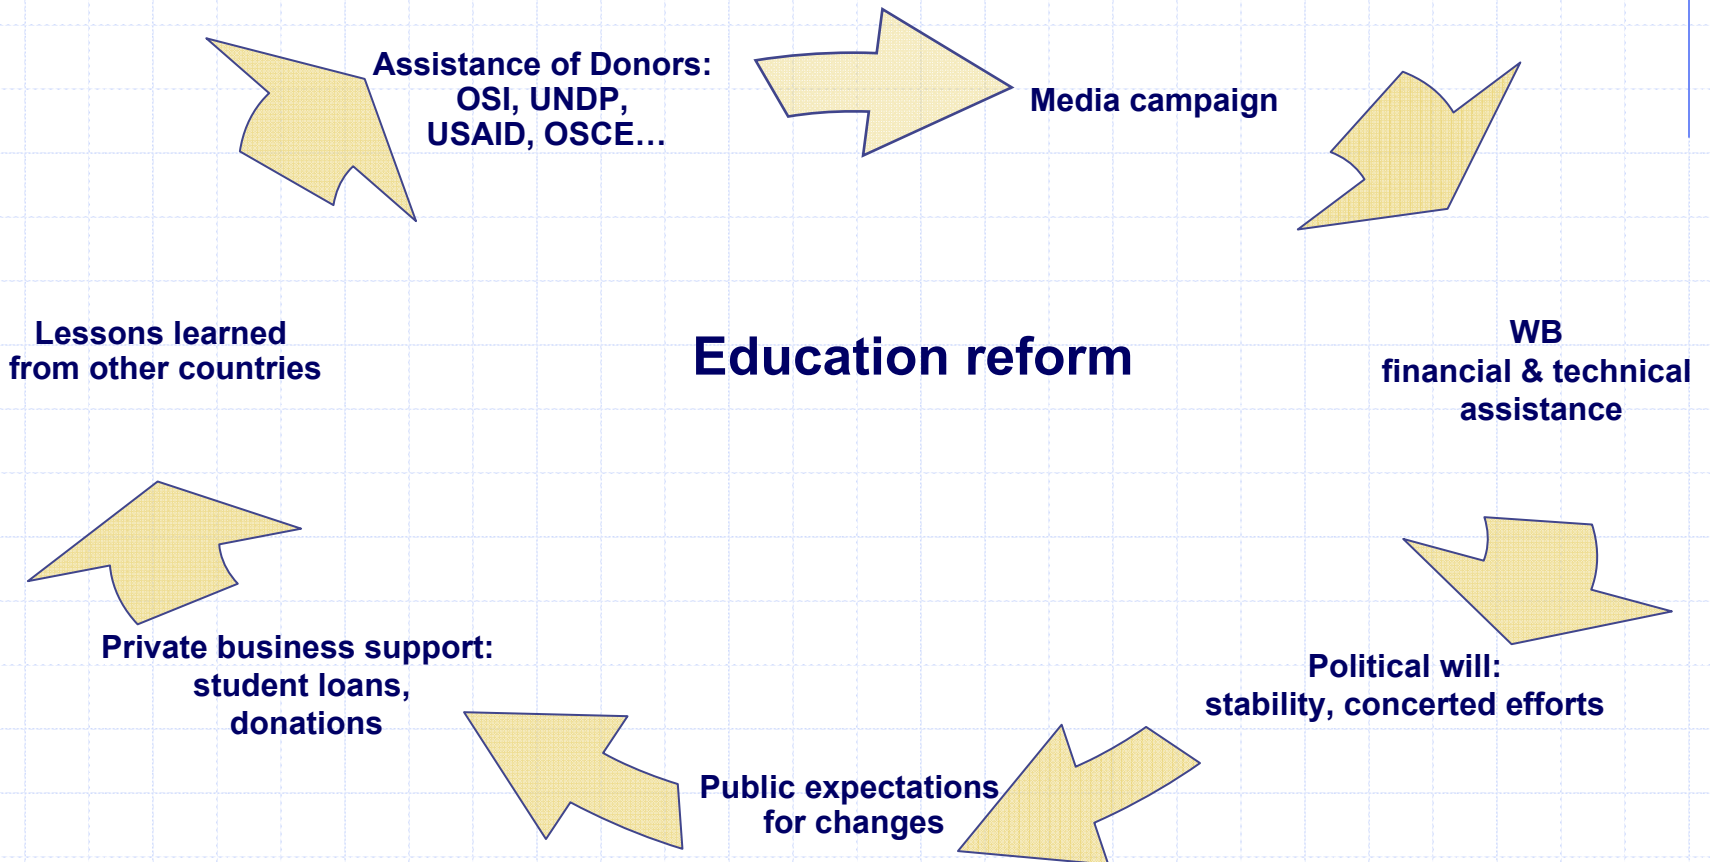 Assistance of Donors:
OSI, UNDP,
USAID, OSCE...
Media campaign
Lessons learned
from other countries
Education reform
WB
financial & technical
assistance
Private business support:
student loans,
donations
Political will:
stability, concerted efforts
Public expectations
for changes